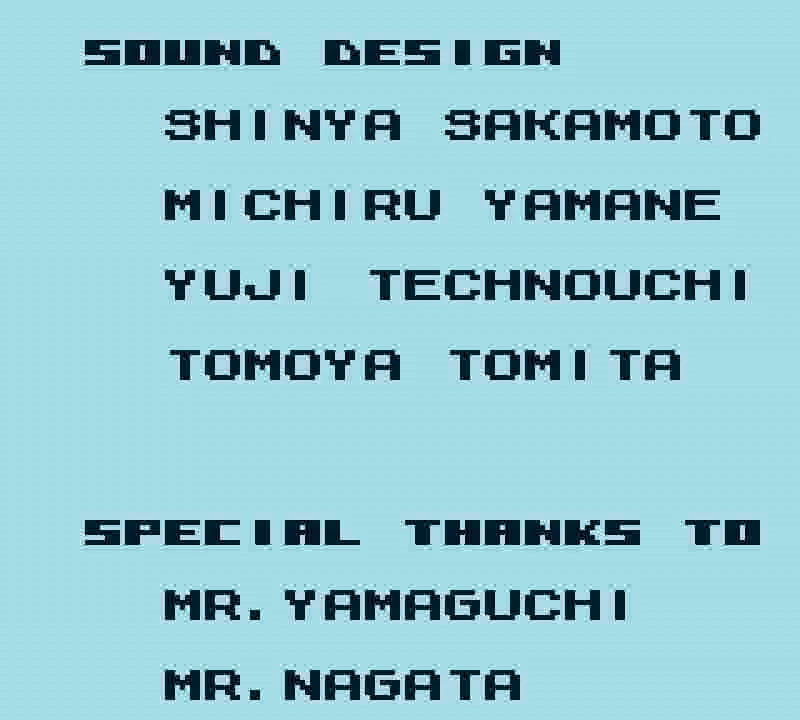 SOUND DESIGN
SHINYA SAKAMOTO
MICHIRU YAMANE
YUJI TECHNOUCHI
TOMOYA TOMITA
SPECIAL THANKS TO
MR. YAMAGUCHI
MR. NAGATA